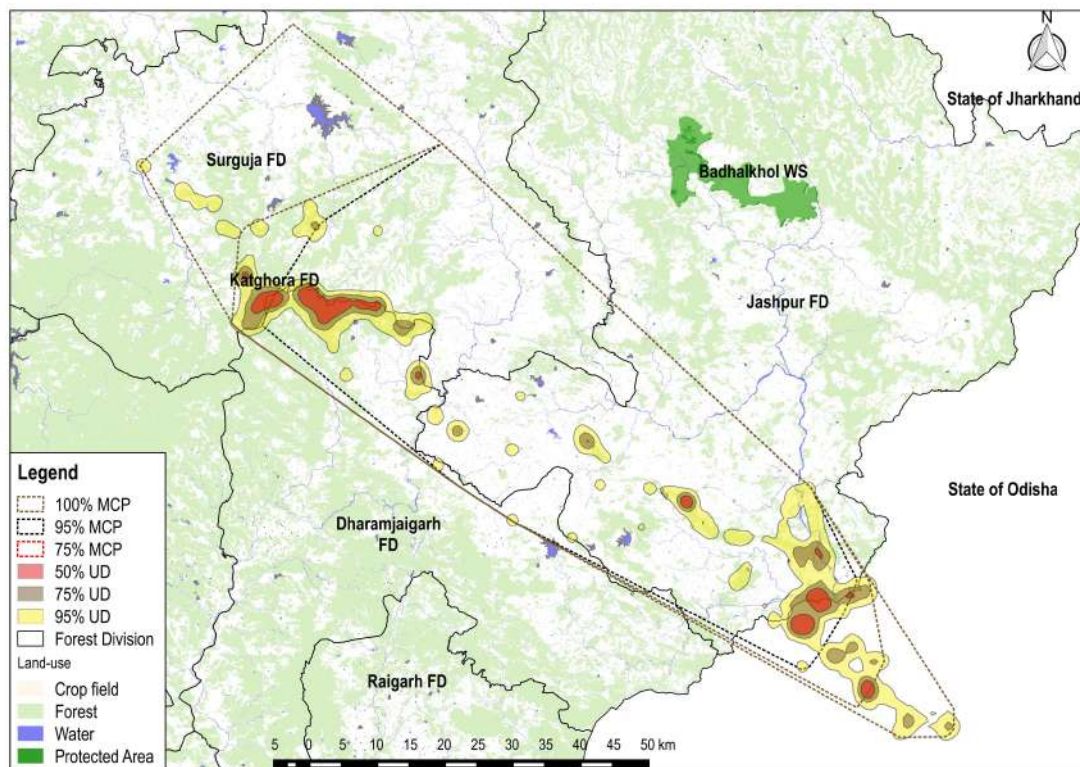 N
State of Jharkhand
Surguja FD
Badhalkhol WS
Katghora FD
Jashpur FD
State of Odisha
Dharamjaigarh
FD
Raigarh FD
Legend
100% MCP
95% MCP
75% MCP
50% UD
75% UD
95% UD
Forest Division
Land-use
Crop field
Forest
Water
Protected Area
5 0 5 10 15 20 25 30 35 40 45 50 km